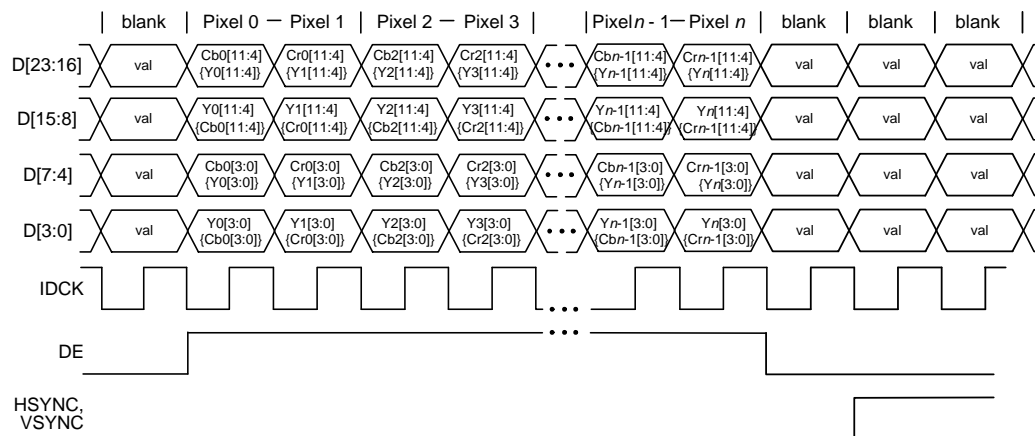 blank Pixel 0 — Pixel 1 Pixel 2 — Pixel 3 Pixeln - 1—Pixel n blank blank blank
Cb0[11:4] Cr0[11:4] Cb2[11:4] Cr2[11:4] Cbn-1[11:4] Crn-1[11:4]
D[23:16] val ••• val val val
{Y0[11:4]} {Y1[11:4]} {Y2[11:4]} {Y3[11:4]} {Yn-1[11:4]} {Yn[11:4]}
Y0[11:4] Y1[11:4] Y2[11:4] Y3[11:4] Yn-1[11:4] Yn[11:4]
D[15:8] val ••• val val val
{Cb0[11:4]} {Cr0[11:4]} {Cb2[11:4]} {Cr2[11:4]} {Cbn-1[11:4]} {Crn-1[11:4]}
Cb0[3:0] Cr0[3:0] Cb2[3:0] Cr2[3:0] Cbn-1[3:0] Crn-1[3:0]
D[7:4] val ••• val val val
{Y0[3:0]} {Y1[3:0]} {Y2[3:0]} {Y3[3:0]} {Yn-1[3:0]} {Yn[3:0]}
Y0[3:0] Y1[3:0] Y2[3:0] Y3[3:0] Yn-1[3:0] Yn[3:0]
D[3:0] val ••• val val val
{Cb0[3:0]} {Cr0[3:0]} {Cb2[3:0]} {Cr2[3:0]} {Cbn-1[3:0]} {Crn-1[3:0]}
IDCK •••
DE •••
HSYNC,
VSYNC